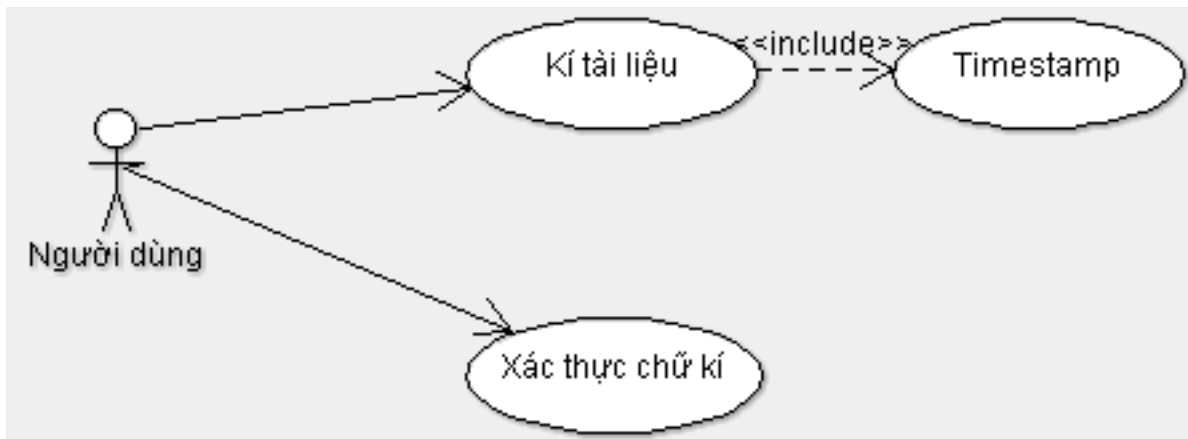 Kí tài liệu
<<include>>
Timestamp
Người dùng
Xác thực chữ kí